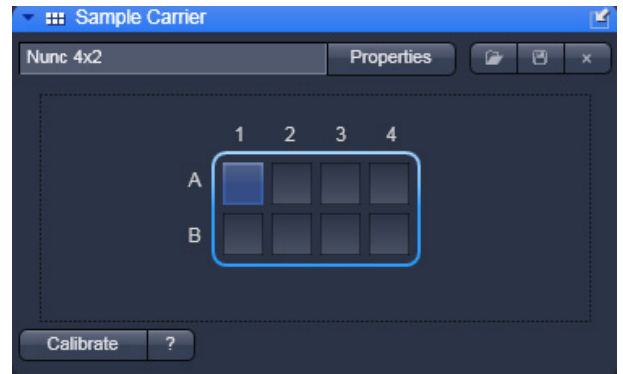 Sample Carrier
Nunc 4x2 Properties ×
1 2 3 4
A
B
Calibrate ?